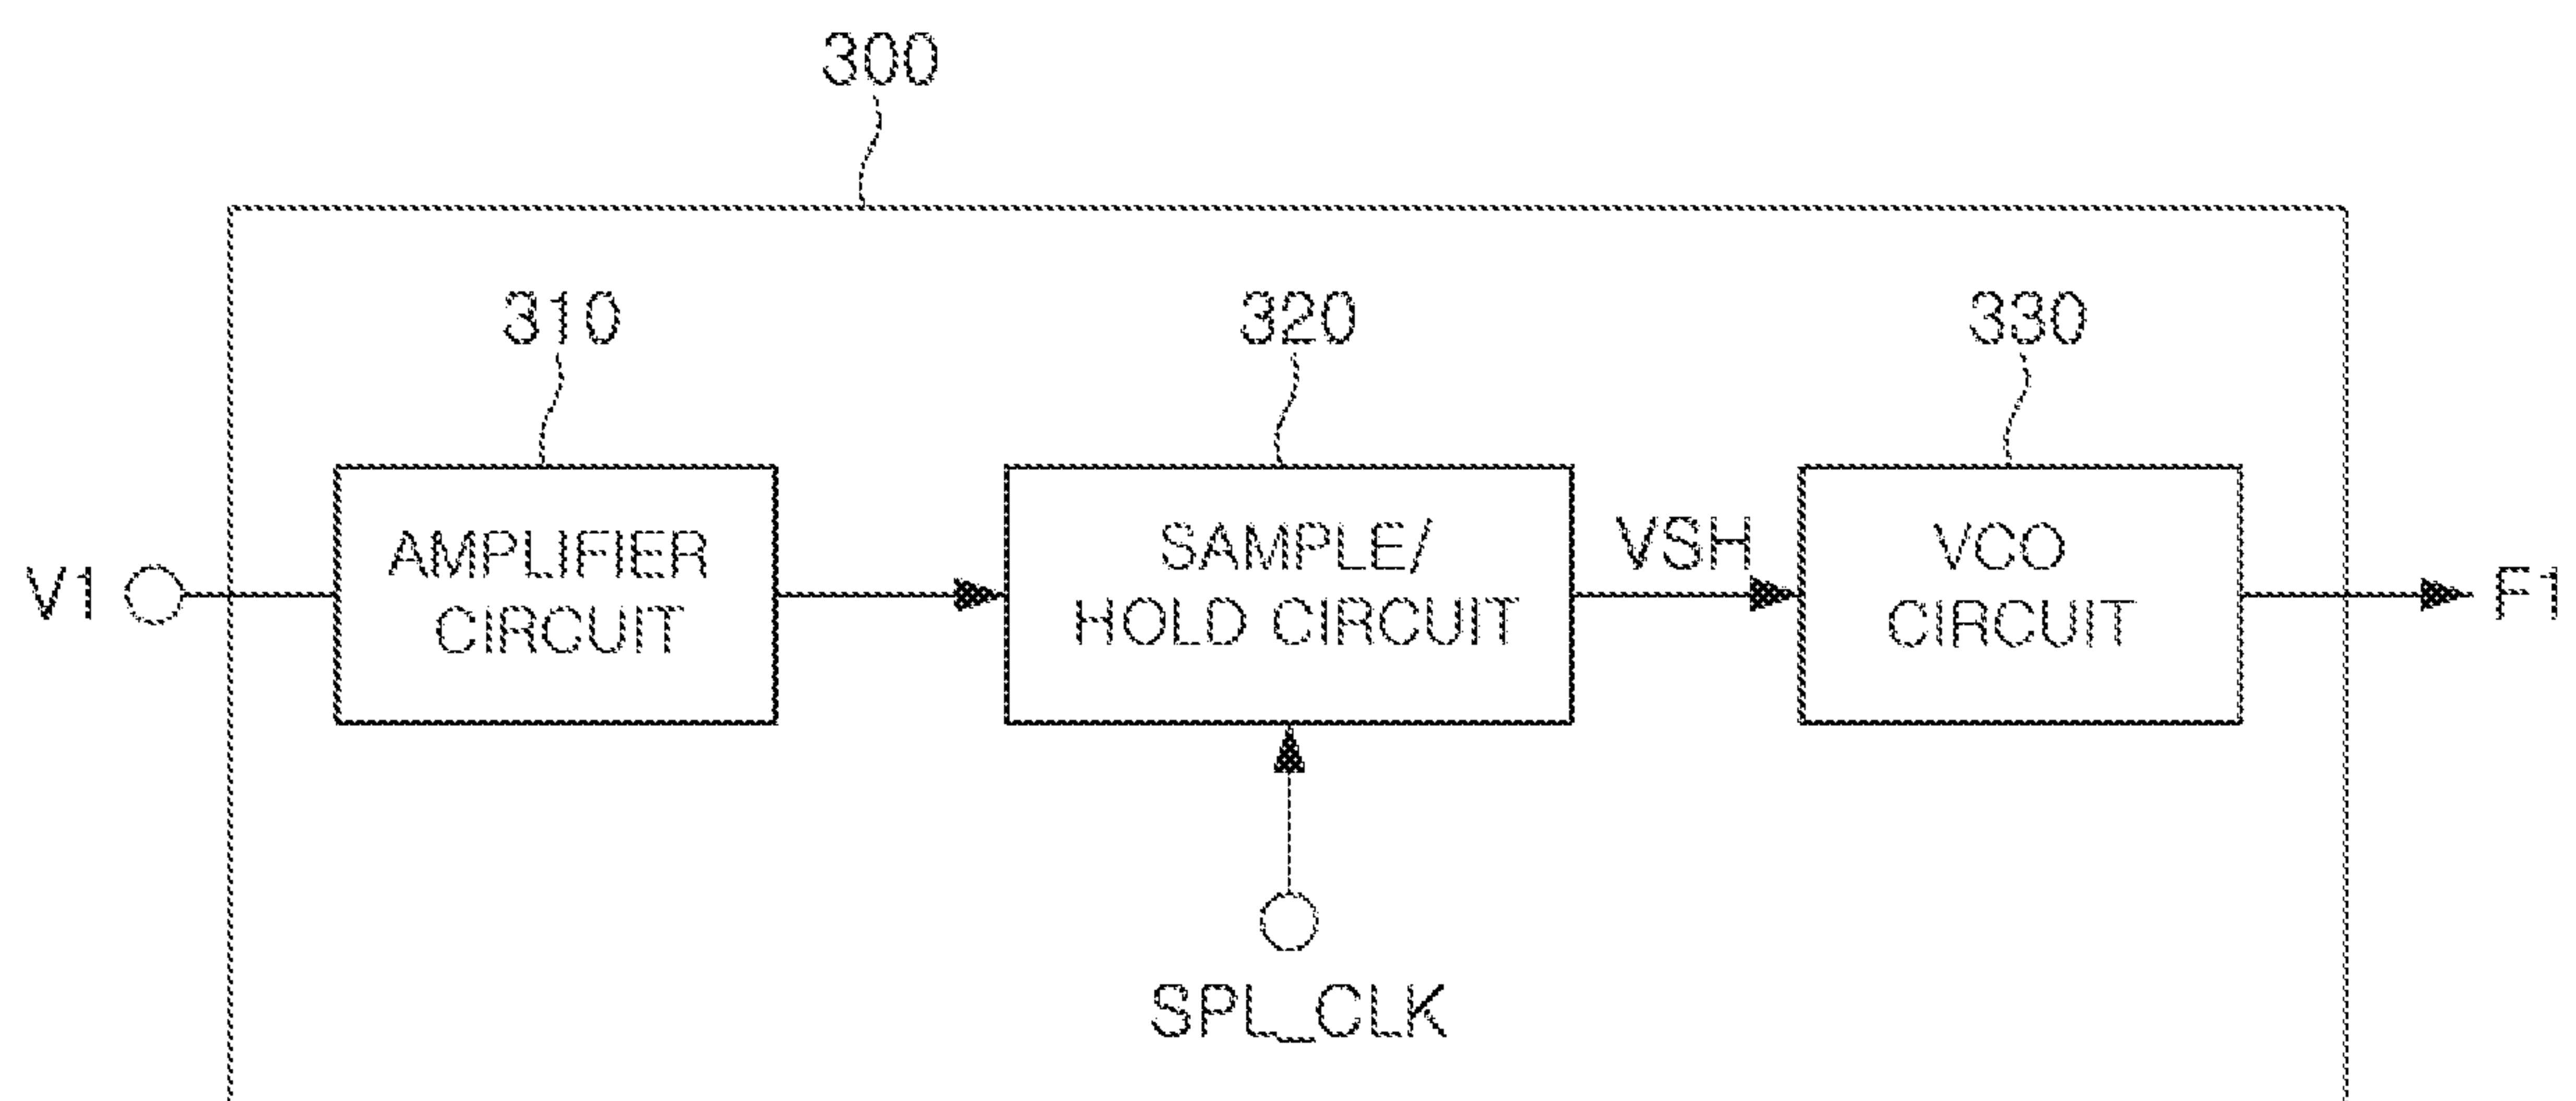 300
310
320
330
V1
AMPLIFIER
CIRCUIT
SAMPLE/
HOLD CIRCUIT
VSH
VCO
CIRCUIT
F1
SPL_CLK